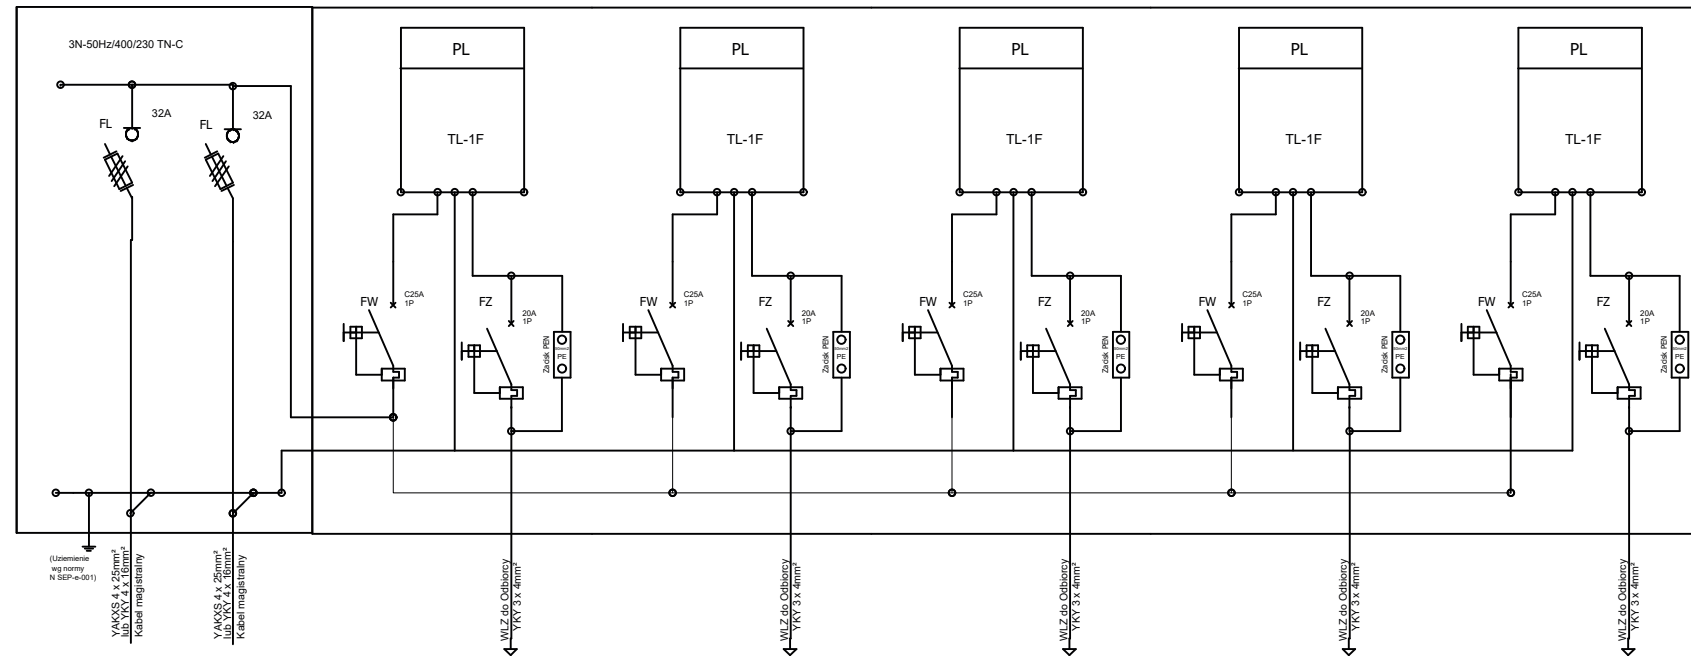 3N-50Hz/400/230 TN-C
FL
32A
FL
32A
PL
TL-1F
PL
TL-1F
PL
TL-1F
PL
TL-1F
PL
TL-1F
FW
C25A
1P
FZ
20A
1P
Zacisk PEN
PE
FW
C25A
1P
FZ
20A
1P
Zacisk PEN
PE
FW
C25A
1P
FZ
20A
1P
Zacisk PEN
PE
FW
C25A
1P
FZ
20A
1P
Zacisk PEN
PE
FW
C25A
1P
FZ
20A
1P
Zacisk PEN
PE
(Uziemienie
wg normy
N SEP-e-001)
YAKXS 4 x 25mm²
lub YKY 4 x 16mm²
Kabel magistralny
YAKXS 4 x 25mm²
lub YKY 4 x 16mm²
Kabel magistralny
WLZ do Odbiorcy
YKY 3 x 4mm²
WLZ do Odbiorcy
YKY 3 x 4mm²
WLZ do Odbiorcy
YKY 3 x 4mm²
WLZ do Odbiorcy
YKY 3 x 4mm²
WLZ do Odbiorcy
YKY 3 x 4mm²